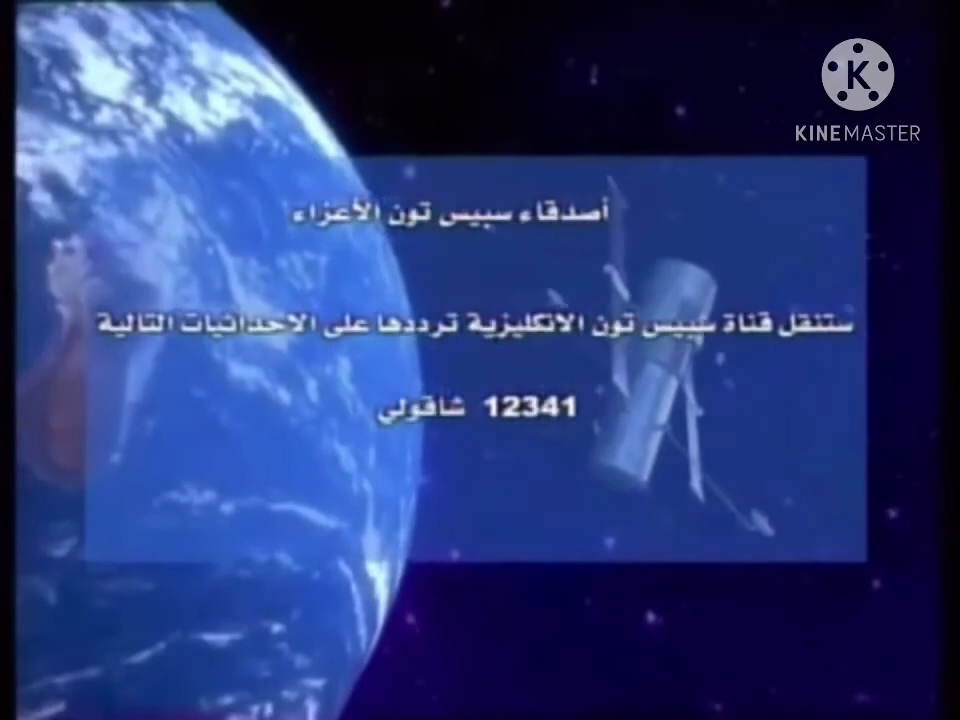 K
KINEMASTER
أصدقاء سبيس تون الأعزاء
ستنقل قناة سبيس تون الانكليزية ترددها على الاحداثيات التالية
12341 شاقولي